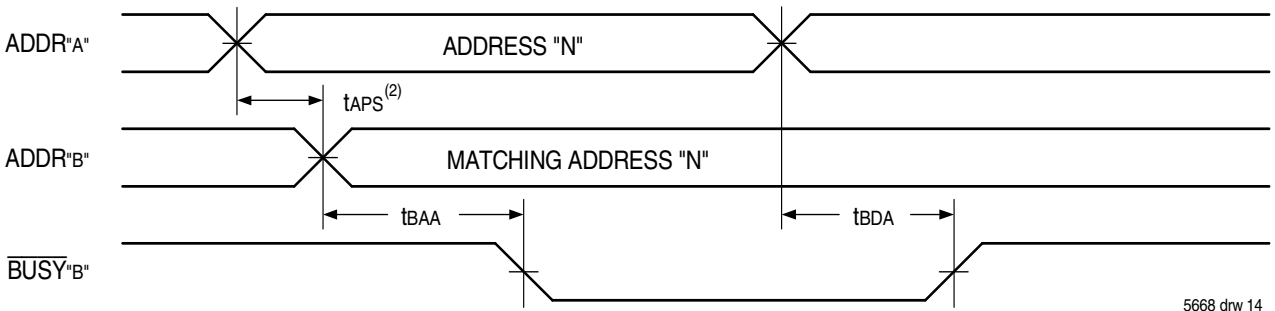 ADDR"A" ADDRESS "N"
tAPS(2)
ADDR"B" MATCHING ADDRESS "N"
tBAA tBDA
BUSY"B"
5668 drw 14